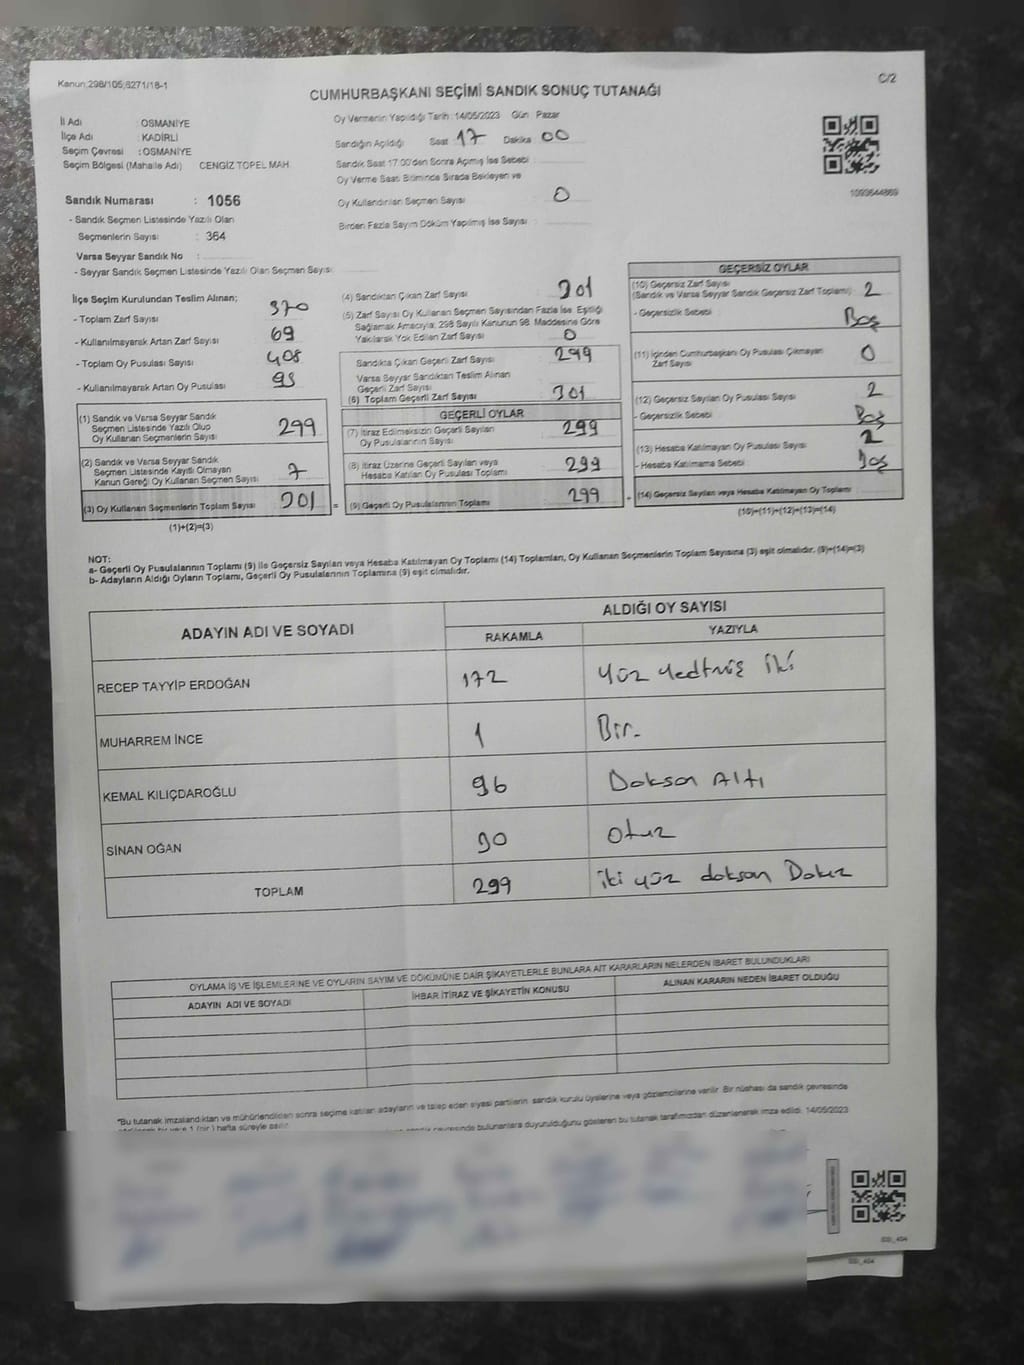 Kanun;298/105;6271/18-1
C/2
CUMHURBAŞKANI SEÇİMİ SANDIK SONUÇ TUTANAĞI
İl Adı : OSMANİYE
İlçe Adı : KADİRLİ
Seçim Çevresi : OSMANİYE
Seçim Bölgesi (Mahalle Adı) CENGİZ TOPEL MAH.
Oy Vermenin Yapıldığı Tarih :14/05/2023 Gün Pazar
Sandığın Açıldığı Saat 17 Dakika 00
Sandık Saat 17.00'den Sonra Açılmış İse Sebebi :
Oy Verme Saati Bitiminde Sırada Bekleyen ve
Oy Kullandırılan Seçmen Sayısı 0
Birden Fazla Sayım Döküm Yapılmış İse Sayısı :
1093644869
Sandık Numarası : 1056
- Sandık Seçmen Listesinde Yazılı Olan
Seçmenlerin Sayısı : 364
Varsa Seyyar Sandık No :
- Seyyar Sandık Seçmen Listesinde Yazılı Olan Seçmen Sayısı:
İlçe Seçim Kurulundan Teslim Alınan;
- Toplam Zarf Sayısı 370
- Kullanılmayarak Artan Zarf Sayısı 69
- Toplam Oy Pusulası Sayısı 408
- Kullanılmayarak Artan Oy Pusulası
(1) Sandık ve Varsa Seyyar Sandık
Seçmen Listesinde Yazılı Olup
Oy Kullanan Seçmenlerin Sayısı 299
(2) Sandık ve Varsa Seyyar Sandık
Seçmen Listesinde Kayıtlı Olmayan
Kanun Gereği Oy Kullanan Seçmen Sayısı
(3) Oy Kullanan Seçmenlerin Toplam Sayısı 301
(1)+(2)=(3)
(4) Sandıktan Çıkan Zarf Sayısı 301
(5) Zarf Sayısı Oy Kullanan Seçmen Sayısından Fazla İse, Eşitliği
Sağlamak Amacıyla; 298 Sayılı Kanunun 98. Maddesine Göre
Yakılarak Yok Edilen Zarf Sayısı 0
Sandıkta Çıkan Geçerli Zarf Sayısı 299
Varsa Seyyar Sandıktan Teslim Alınan
Geçerli Zarf Sayısı
(6) Toplam Geçerli Zarf Sayısı 301
GEÇERLİ OYLAR
(7) İtiraz Edilmeksizin Geçerli Sayılan
Oy Pusulalarının Sayısı 299
(8) İtiraz Üzerine Geçerli Sayılan veya
Hesaba Katılan Oy Pusulası Toplamı 299
= (9) Geçerli Oy Pusulalarının Toplamı 299
GEÇERSİZ OYLAR
(10) Geçersiz Zarf Sayısı
(Sandık ve Varsa Seyyar Sandık Geçersiz Zarf Toplamı) 2
- Geçersizlik Sebebi Boş
(11) İçinden Cumhurbaşkanı Oy Pusulası Çıkmayan
Zarf Sayısı 0
(12) Geçersiz Sayılan Oy Pusulası Sayısı 2
- Geçersizlik Sebebi Boş
(13) Hesaba Katılmayan Oy Pusulası Sayısı 2
- Hesaba Katılmama Sebebi : Boş
+ (14) Geçersiz Sayılan veya Hesaba Katılmayan Oy Toplamı
(10)+(11)+(12)+(13)=(14)
NOT:
a- Geçerli Oy Pusulalarının Toplamı (9) ile Geçersiz Sayılan veya Hesaba Katılmayan Oy Toplamı (14) Toplamları, Oy Kullanan Seçmenlerin Toplam Sayısına (3) eşit olmalıdır. (9)+(14)=(3)
b- Adayların Aldığı Oyların Toplamı, Geçerli Oy Pusulalarının Toplamına (9) eşit olmalıdır.
ADAYIN ADI VE SOYADI
ALDIĞI OY SAYISI
RAKAMLA YAZIYLA
RECEP TAYYİP ERDOĞAN 172 Yüz Yedtmiş iki
MUHARREM İNCE 1 Bir.
KEMAL KILIÇDAROĞLU 96 Doksan Altı
SİNAN OĞAN 30 otuz
TOPLAM 299 iki yüz doksan Dokuz
OYLAMA İŞ VE İŞLEMLERİNE VE OYLARIN SAYIM VE DÖKÜMÜNE DAİR ŞİKAYETLERLE BUNLARA AİT KARARLARIN NELERDEN İBARET BULUNDUKLARI
ADAYIN ADI VE SOYADI İHBAR İTİRAZ VE ŞİKAYETİN KONUSU ALINAN KARARIN NEDEN İBARET OLDUĞU
*Bu tutanak imzalandıktan ve mühürlendikten sonra seçime katılan adayların ve talep eden siyasi partilerin sandık kurulu üyelerine veya gözlemcilerine verilir. Bir nüshası da sandık çevresinde
1 (bir) hafta süreyle asılır. çevresinde bulunanlara duyurulduğunu gösteren bu tutanak tarafımızdan düzenlenerek imza edildi. 14/05/2023